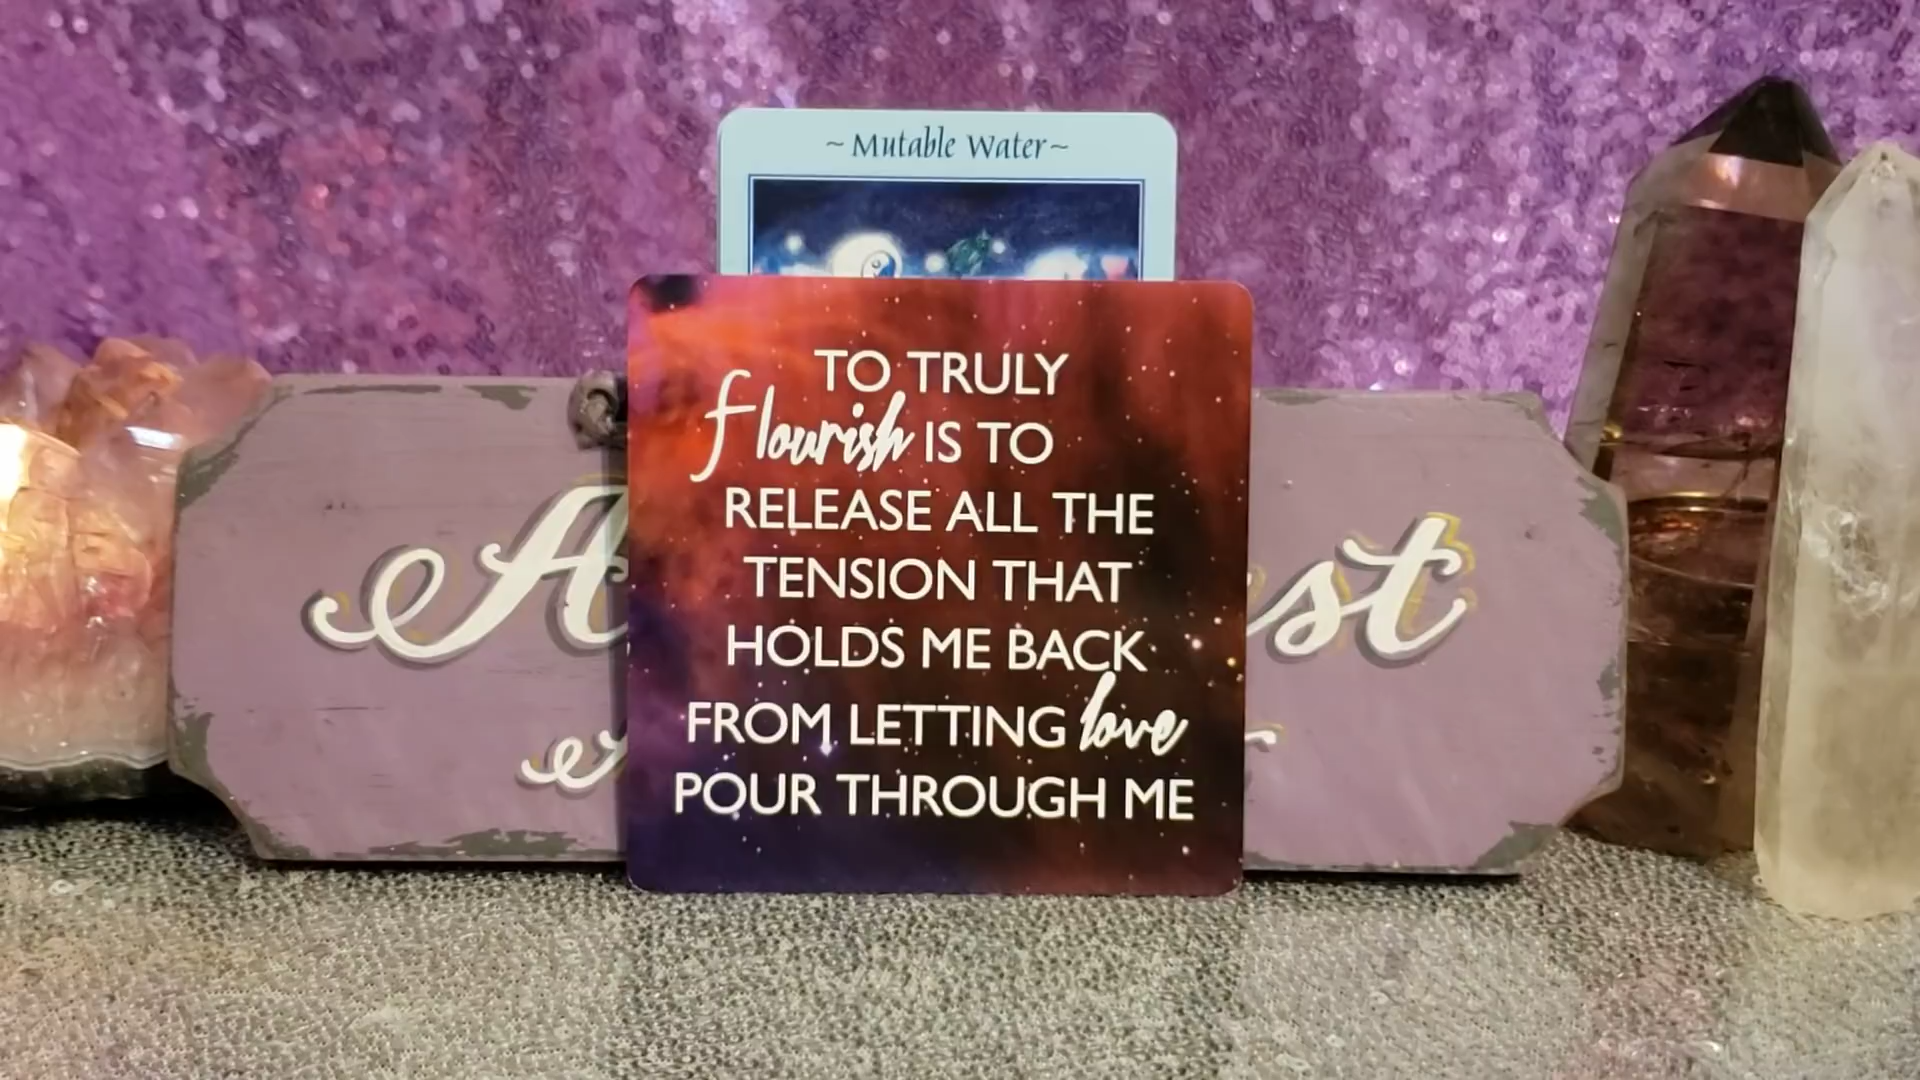 ~ Mutable Water ~
TO TRULY
flourish IS TO
RELEASE ALL THE
TENSION THAT
HOLDS ME BACK
FROM LETTING love
POUR THROUGH ME